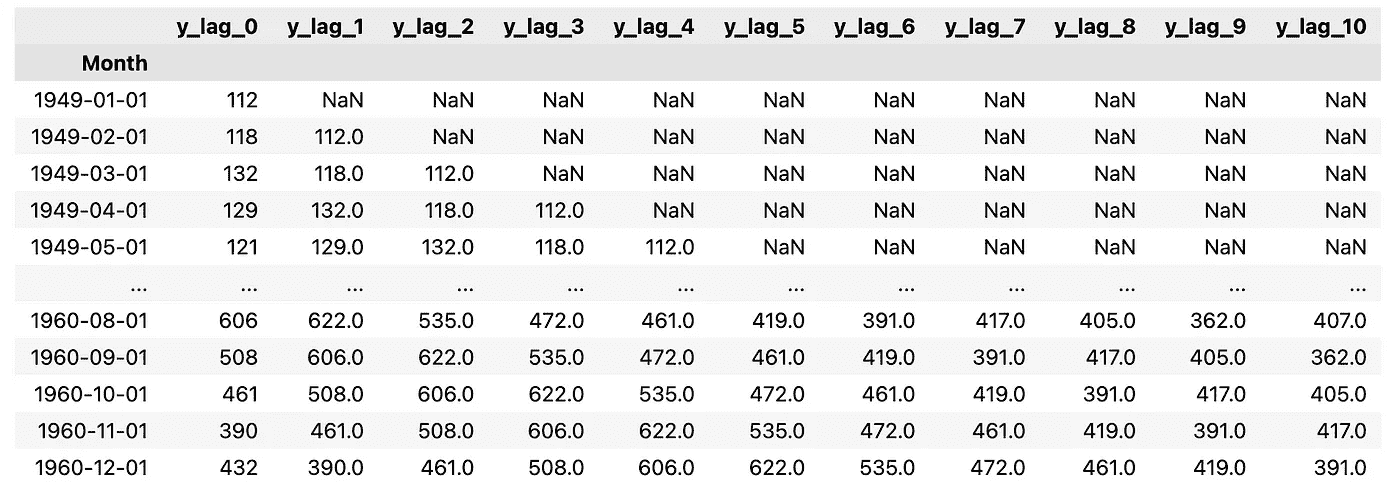 y_lag_0 y_lag_1 y_lag_2 y_lag_3 y_lag_4 y_lag_5 y_lag_6 y_lag_7 y_lag_8 y_lag_9 y_lag_10
Month
1949-01-01 112 NaN NaN NaN NaN NaN NaN NaN NaN NaN NaN
1949-02-01 118 112.0 NaN NaN NaN NaN NaN NaN NaN NaN NaN
1949-03-01 132 118.0 112.0 NaN NaN NaN NaN NaN NaN NaN NaN
1949-04-01 129 132.0 118.0 112.0 NaN NaN NaN NaN NaN NaN NaN
1949-05-01 121 129.0 132.0 118.0 112.0 NaN NaN NaN NaN NaN NaN
... ... ... ... ... ... ... ... ... ... ... ...
1960-08-01 606 622.0 535.0 472.0 461.0 419.0 391.0 417.0 405.0 362.0 407.0
1960-09-01 508 606.0 622.0 535.0 472.0 461.0 419.0 391.0 417.0 405.0 362.0
1960-10-01 461 508.0 606.0 622.0 535.0 472.0 461.0 419.0 391.0 417.0 405.0
1960-11-01 390 461.0 508.0 606.0 622.0 535.0 472.0 461.0 419.0 391.0 417.0
1960-12-01 432 390.0 461.0 508.0 606.0 622.0 535.0 472.0 461.0 419.0 391.0